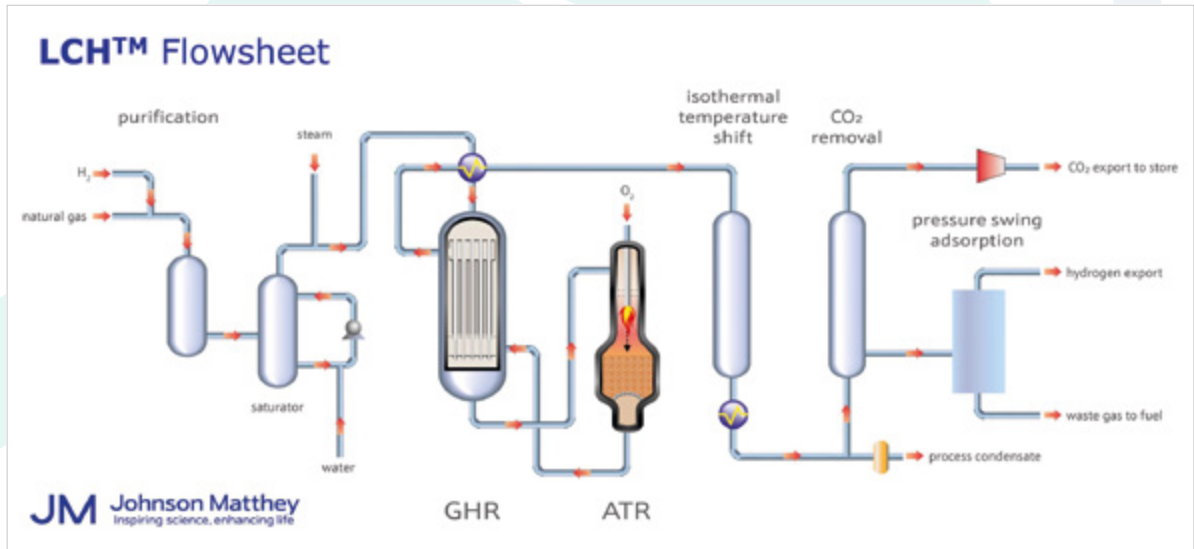 LCH™ Flowsheet
purification
steam
H₂
natural gas
saturator
water
isothermal
temperature
shift
CO₂
removal
O₂
CO₂ export to store
pressure swing
adsorption
hydrogen export
waste gas to fuel
process condensate
GHR
ATR
JM Johnson Matthey
Inspiring science, enhancing life